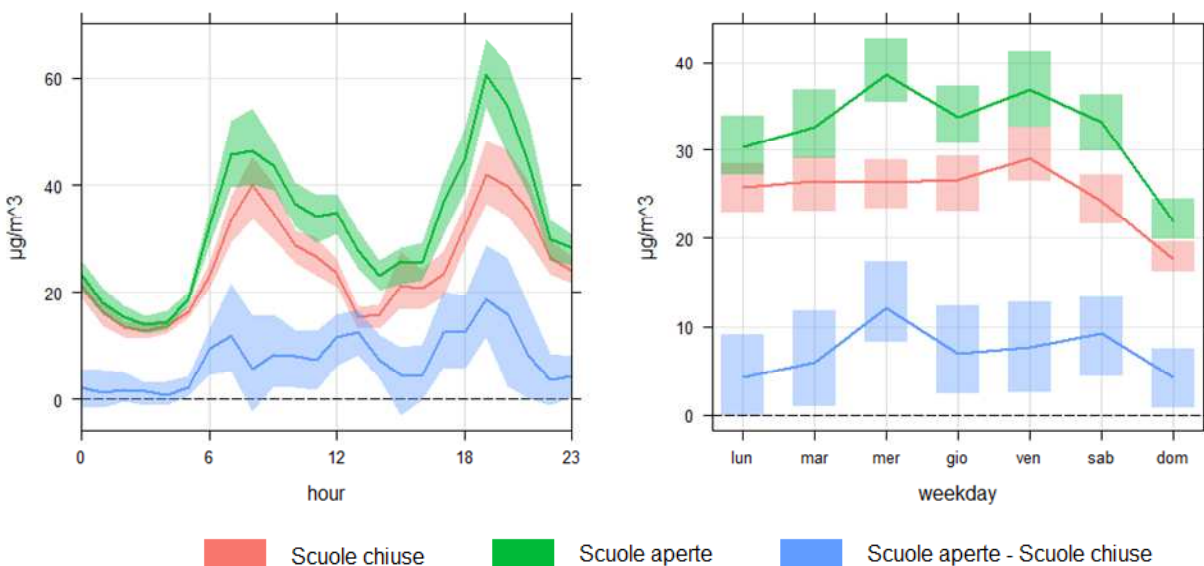 60
40
20
0
µg/m^3
0 6 12 18 23
hour
40
30
20
10
0
µg/m^3
lun mar mer gio ven sab dom
weekday
Scuole chiuse Scuole aperte Scuole aperte - Scuole chiuse